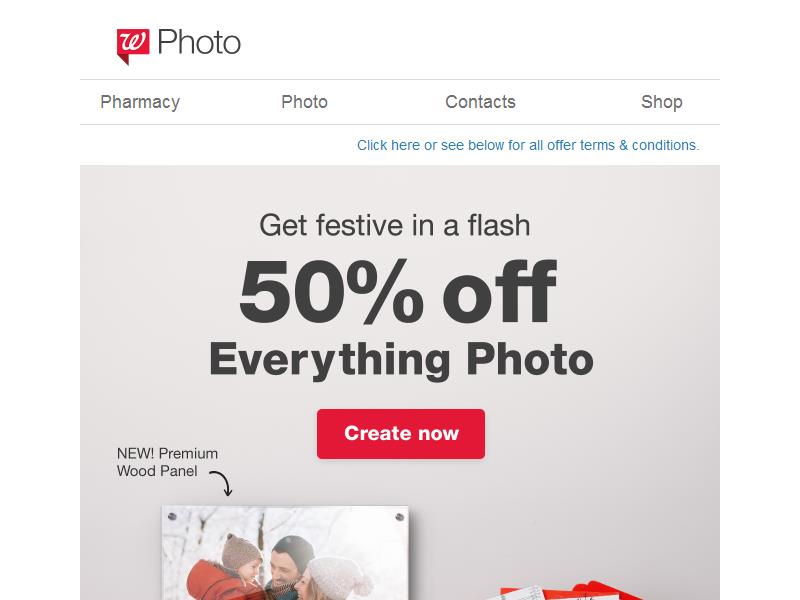 W Photo
Pharmacy Photo Contacts Shop
Click here or see below for all offer terms & conditions.
Get festive in a flash
50% off
Everything Photo
Create now
NEW! Premium
Wood Panel